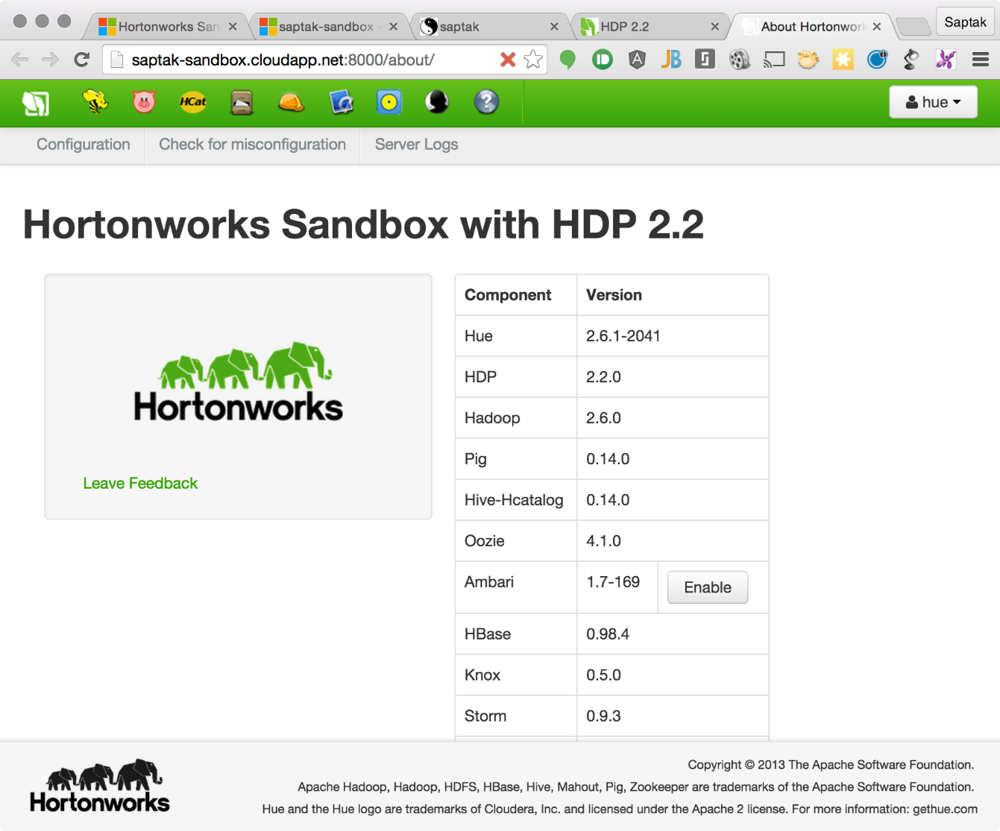 Hortonworks San
saptak-sandbox -
saptak
HDP 2.2
About Hortonwork
Saptak
saptak-sandbox.cloudapp.net:8000/about/
JB
HCat
hue
Configuration
Check for misconfiguration
Server Logs
Hortonworks Sandbox with HDP 2.2
Hortonworks
Leave Feedback
Component Version
Hue 2.6.1-2041
HDP 2.2.0
Hadoop 2.6.0
Pig 0.14.0
Hive-Hcatalog 0.14.0
Oozie 4.1.0
Ambari 1.7-169 Enable
HBase 0.98.4
Knox 0.5.0
Storm 0.9.3
Hortonworks
Copyright © 2013 The Apache Software Foundation.
Apache Hadoop, Hadoop, HDFS, HBase, Hive, Mahout, Pig, Zookeeper are trademarks of the Apache Software Foundation.
Hue and the Hue logo are trademarks of Cloudera, Inc. and licensed under the Apache 2 license. For more information: gethue.com